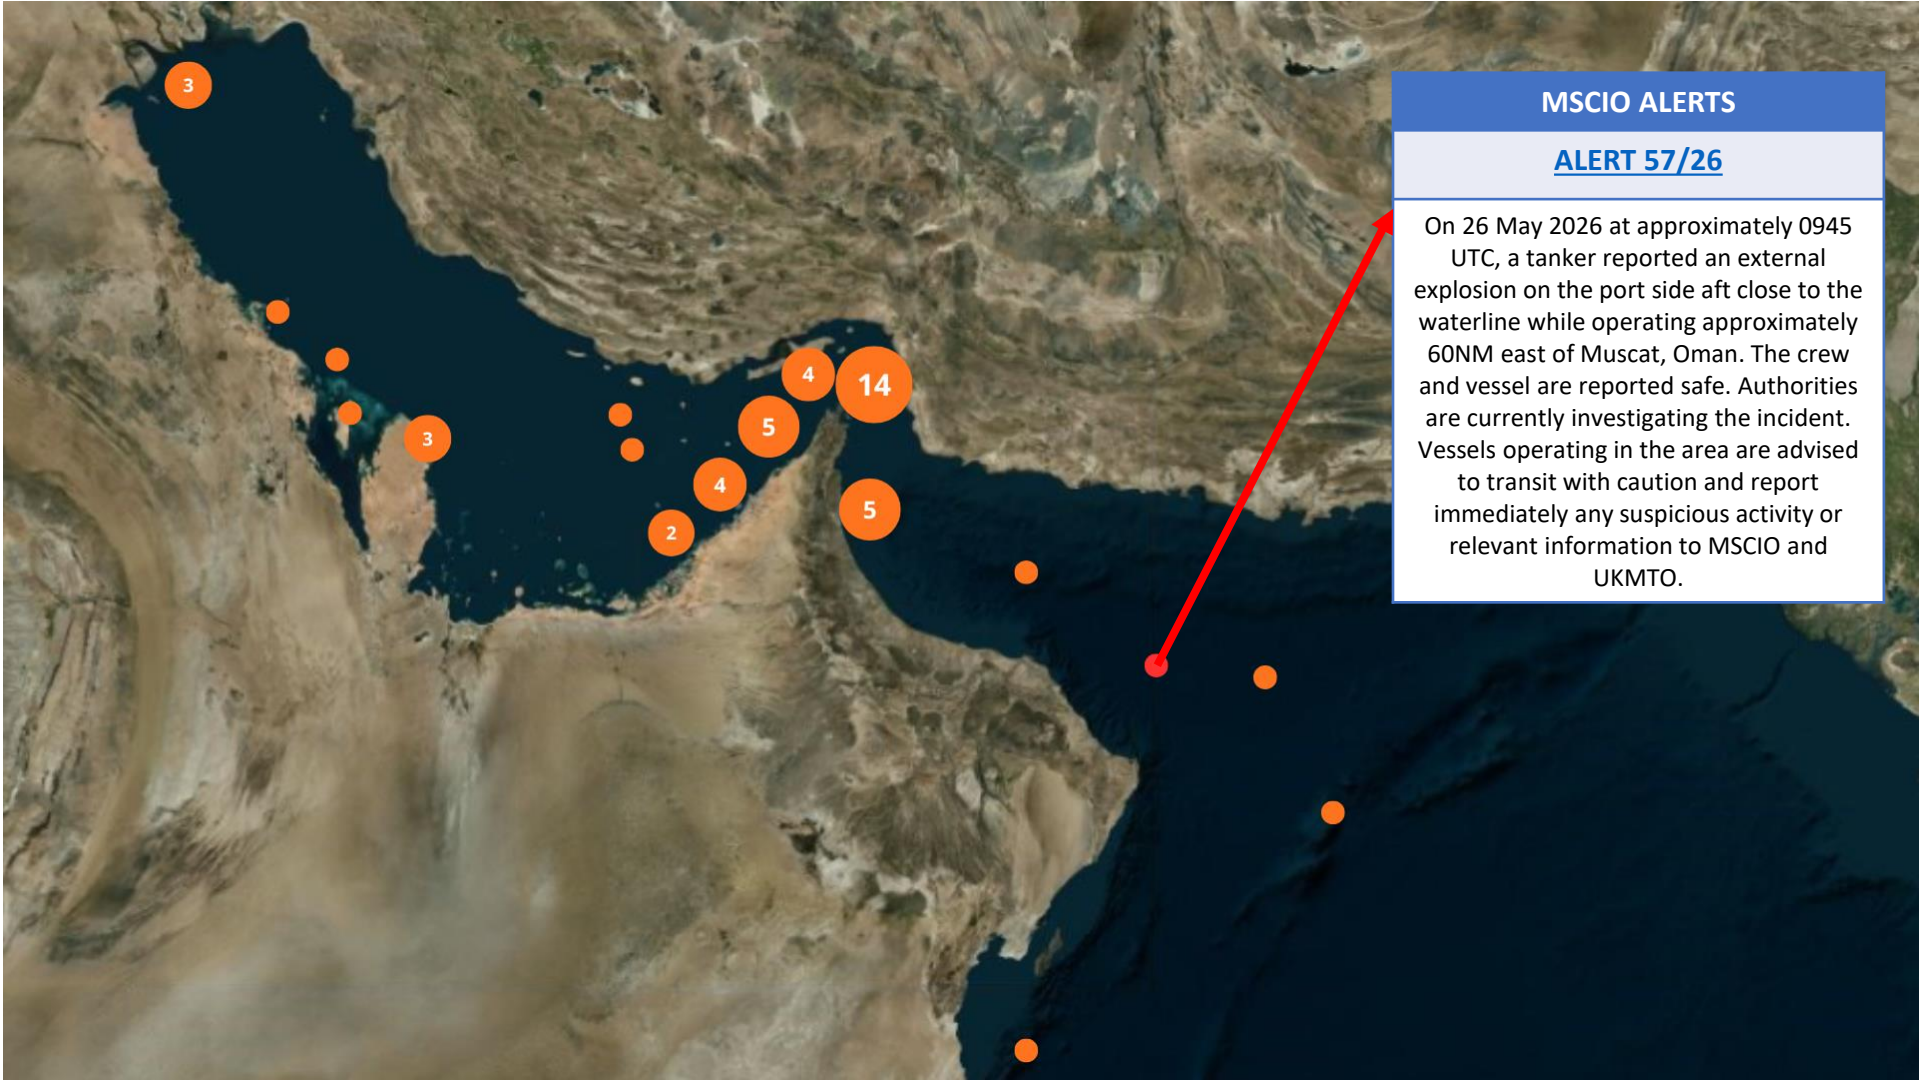 3
MSCIO ALERTS
ALERT 57/26
On 26 May 2026 at approximately 0945
UTC, a tanker reported an external
explosion on the port side aft close to the
waterline while operating approximately
60NM east of Muscat, Oman. The crew
and vessel are reported safe. Authorities
are currently investigating the incident.
Vessels operating in the area are advised
to transit with caution and report
immediately any suspicious activity or
relevant information to MSCIO and
UKMTO.
4
14
5
3
4
5
2